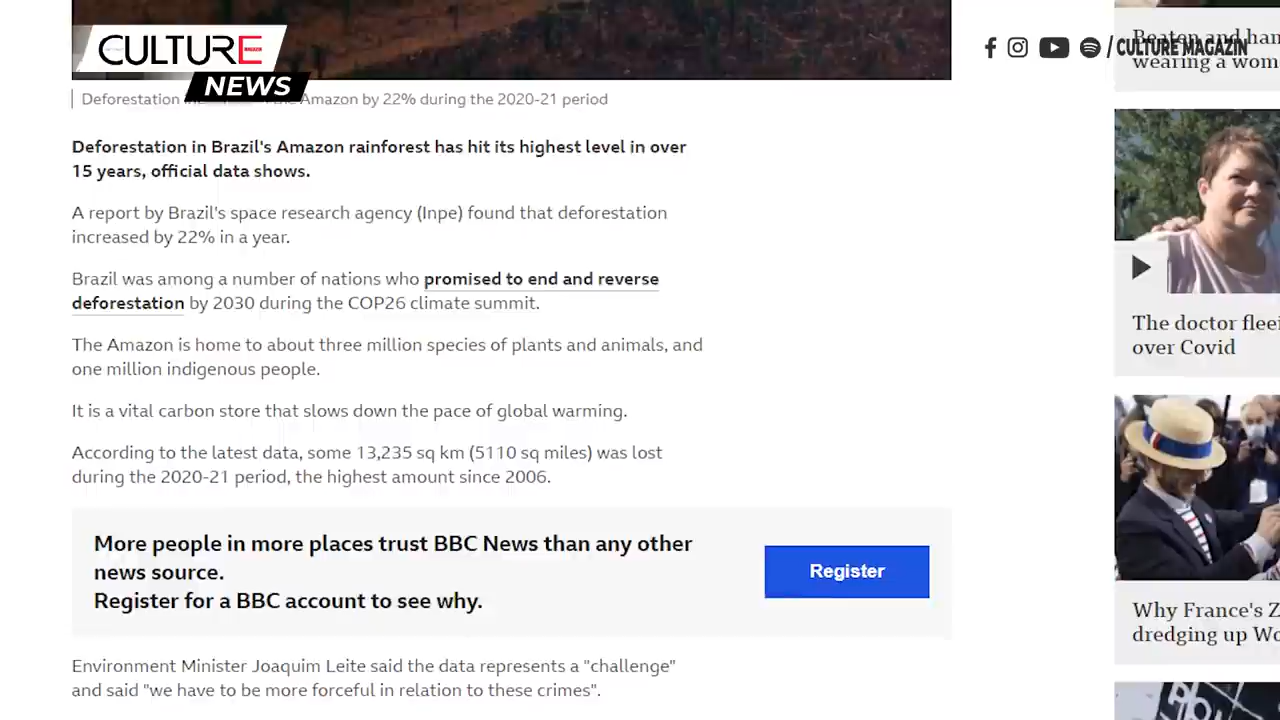 CULTURE
NEWS
/ CULTURE MAGAZIN
Beaten and han
wearing a wom
Deforestation Amazon by 22% during the 2020-21 period
Deforestation in Brazil's Amazon rainforest has hit its highest level in over
15 years, official data shows.
A report by Brazil's space research agency (Inpe) found that deforestation
increased by 22% in a year.
Brazil was among a number of nations who promised to end and reverse
deforestation by 2030 during the COP26 climate summit.
The Amazon is home to about three million species of plants and animals, and
one million indigenous people.
It is a vital carbon store that slows down the pace of global warming.
According to the latest data, some 13,235 sq km (5110 sq miles) was lost
during the 2020-21 period, the highest amount since 2006.
More people in more places trust BBC News than any other
news source.
Register for a BBC account to see why.
Register
Environment Minister Joaquim Leite said the data represents a "challenge"
and said "we have to be more forceful in relation to these crimes".
The doctor fleei
over Covid
Why France's Z
dredging up Wo